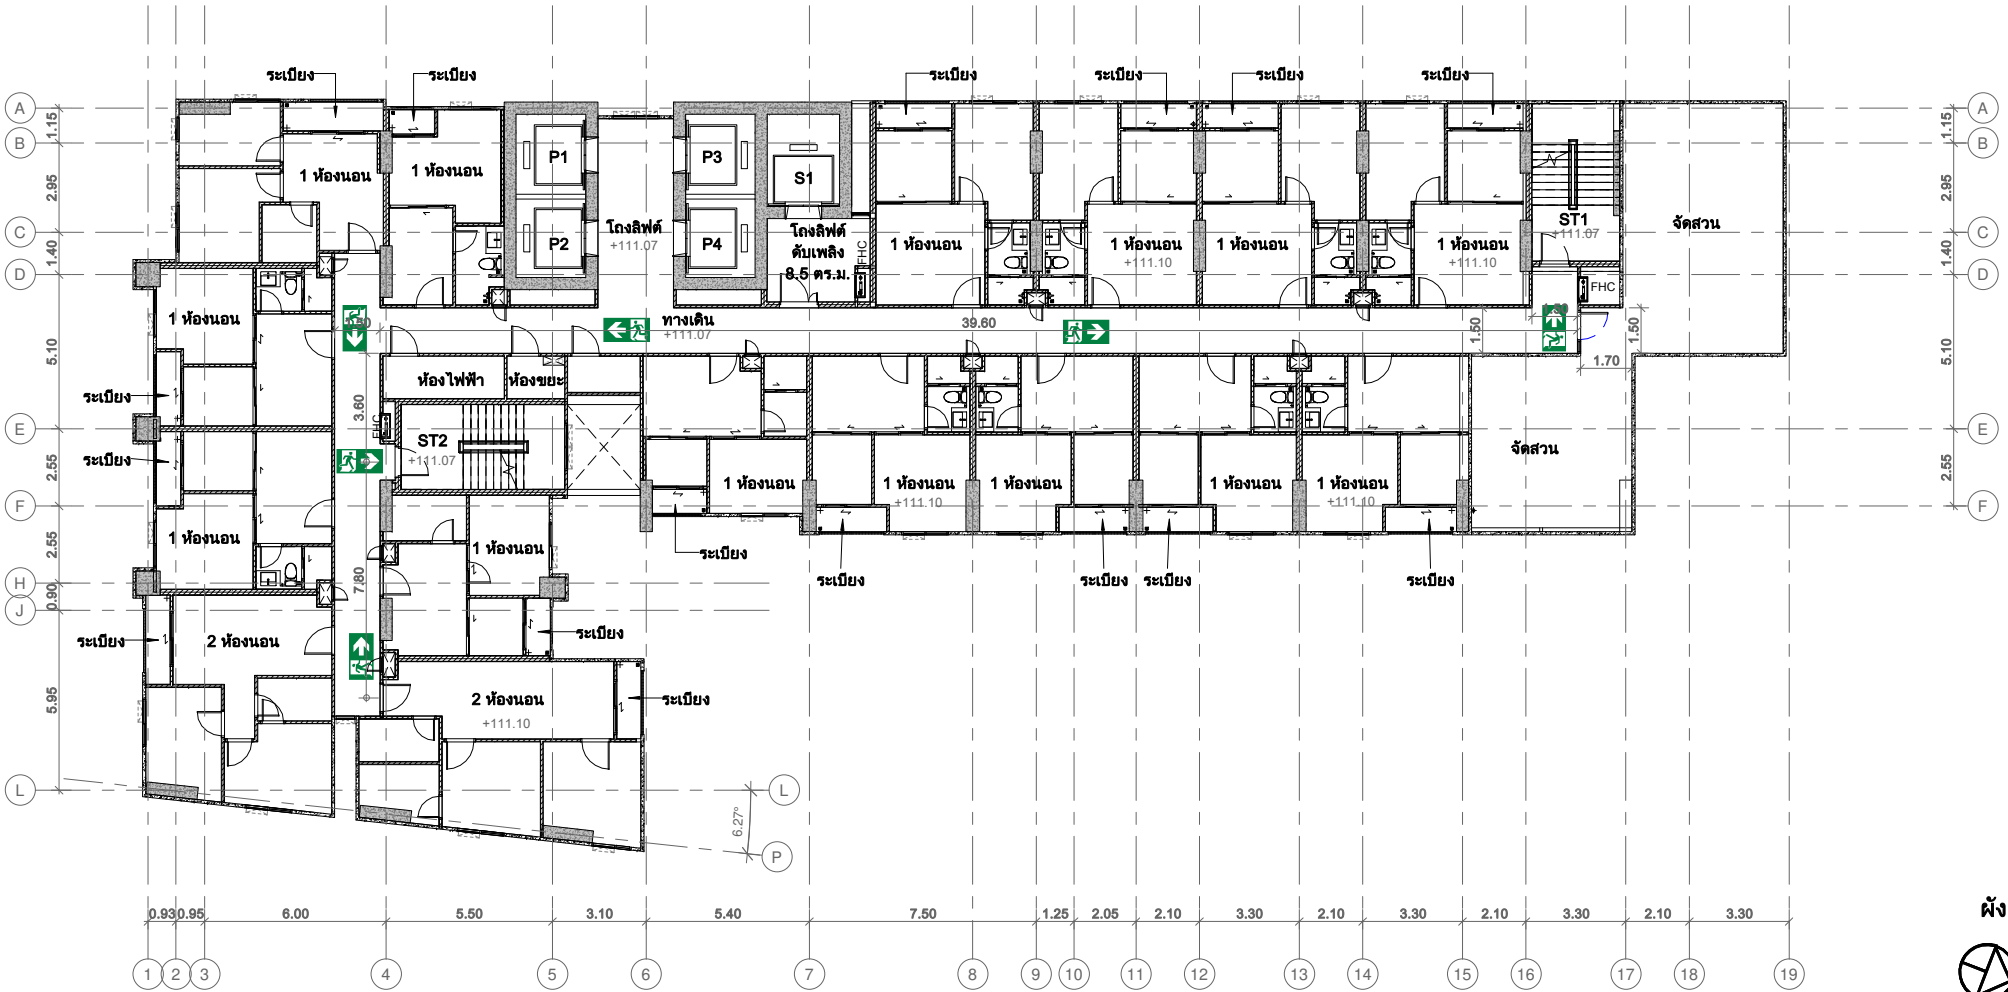 ระเบียง
ระเบียง
ระเบียง
ระเบียง
ระเบียง
ระเบียง
A
A
1.15
1.15
B
B
P1
P3
S1
1 ห้องนอน
1 ห้องนอน
2.95
2.95
ST1
+111.07
จัดสวน
C
C
P2
โถงลิฟต์
+111.07
P4
โถงลิฟต์
ดับเพลิง
8.5 ตร.ม.
FHC
1 ห้องนอน
1 ห้องนอน
+111.10
1 ห้องนอน
1 ห้องนอน
+111.10
1.40
1.40
D
D
FHC
1 ห้องนอน
1.50
ทางเดิน
+111.07
39.60
1.50
1.50
1.50
1.70
5.10
5.10
ระเบียง
ห้องไฟฟ้า
ห้องขยะ
3.60
E
E
FHC
ST2
+111.07
จัดสวน
ระเบียง
2.55
2.55
1 ห้องนอน
1 ห้องนอน
+111.10
1 ห้องนอน
1 ห้องนอน
1 ห้องนอน
+111.10
F
F
1 ห้องนอน
1 ห้องนอน
2.55
ระเบียง
ระเบียง
ระเบียง
ระเบียง
ระเบียง
H
7.80
0.90
J
ระเบียง
2 ห้องนอน
ระเบียง
5.95
2 ห้องนอน
+111.10
ระเบียง
L
L
6.27°
P
0.93
0.95
6.00
5.50
3.10
5.40
7.50
1.25
2.05
2.10
3.30
2.10
3.30
2.10
3.30
2.10
3.30
ผัง
1
2
3
4
5
6
7
8
9
10
11
12
13
14
15
16
17
18
19